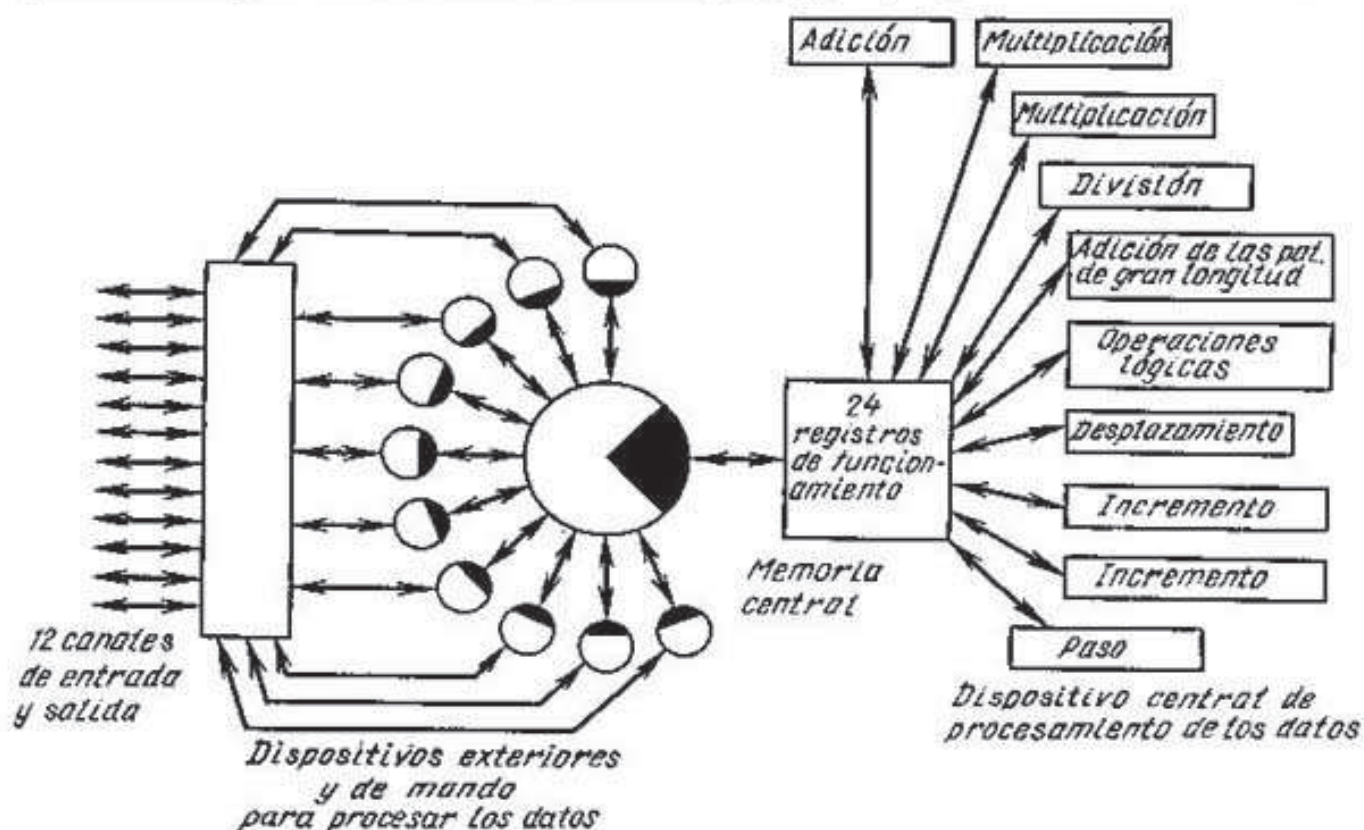 Adición
Multiplicación
Multiplicación
División
Adición de las pal.
de gran longitud
Operaciones
lógicas
Desplazamiento
Incremento
Incremento
Paso
24
registros
de funcion-
amiento
Memoria
central
12 canales
de entrada
y salida
Dispositivos exteriores
y de mando
para procesar los datos
Dispositivo central de
procesamiento de los datos